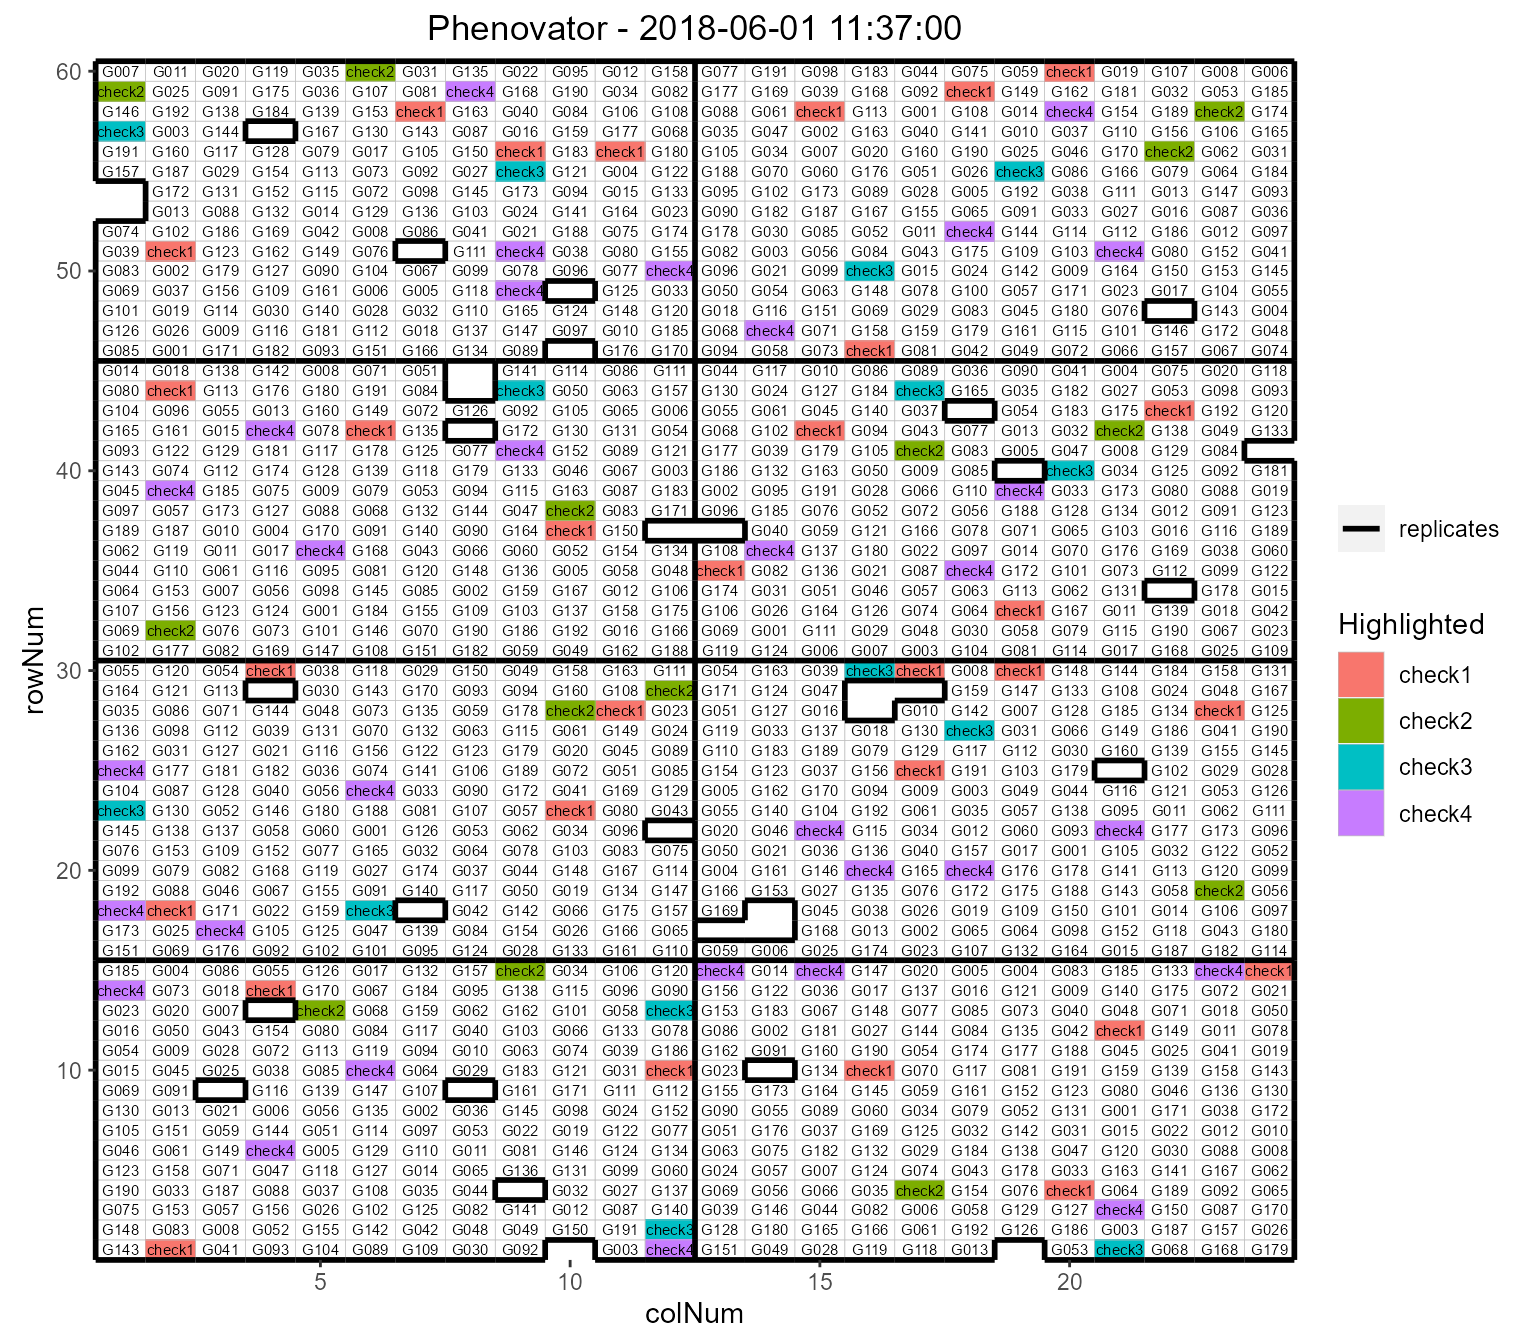 Phenovator - 2018-06-01 11:37:00
60 G007 G011 G020 G119 G035 check2 G031 G135 G022 G095 G012 G158 G077 G191 G098 G183 G044 G075 G059 check1 G019 G107 G008 G006
check2 G025 G091 G175 G036 G107 G081 check4 G168 G190 G034 G082 G177 G169 G039 G168 G092 check1 G149 G162 G181 G032 G053 G185
G146 G192 G138 G184 G139 G153 check1 G163 G040 G084 G106 G108 G088 G061 check1 G113 G001 G108 G014 check4 G154 G189 check2 G174
check3 G003 G144 G167 G130 G143 G087 G016 G159 G177 G068 G035 G047 G002 G163 G040 G141 G010 G037 G110 G156 G106 G165
G191 G160 G117 G128 G079 G017 G105 G150 check1 G183 check1 G180 G105 G034 G007 G020 G160 G190 G025 G046 G170 check2 G062 G031
G157 G187 G029 G154 G113 G073 G092 G027 check3 G121 G004 G122 G188 G070 G060 G176 G051 G026 check3 G086 G166 G079 G064 G184
G172 G131 G152 G115 G072 G098 G145 G173 G094 G015 G133 G095 G102 G173 G089 G028 G005 G192 G038 G111 G013 G147 G093
G013 G088 G132 G014 G129 G136 G103 G024 G141 G164 G023 G090 G182 G187 G167 G155 G065 G091 G033 G027 G016 G087 G036
G074 G102 G186 G169 G042 G008 G086 G041 G021 G188 G075 G174 G178 G030 G085 G052 G011 check4 G144 G114 G112 G186 G012 G097
G039 check1 G123 G162 G149 G076 G111 check4 G038 G080 G155 G082 G003 G056 G084 G043 G175 G109 G103 check4 G080 G152 G041
50 G083 G002 G179 G127 G090 G104 G067 G099 G078 G096 G077 check4 G096 G021 G099 check3 G015 G024 G142 G009 G164 G150 G153 G145
G069 G037 G156 G109 G161 G006 G005 G118 check4 G125 G033 G050 G054 G063 G148 G078 G100 G057 G171 G023 G017 G104 G055
G101 G019 G114 G030 G140 G028 G032 G110 G165 G124 G148 G120 G018 G116 G151 G069 G029 G083 G045 G180 G076 G143 G004
G126 G026 G009 G116 G181 G112 G018 G137 G147 G097 G010 G185 G068 check4 G071 G158 G159 G179 G161 G115 G101 G146 G172 G048
G085 G001 G171 G182 G093 G151 G166 G134 G089 G176 G170 G094 G058 G073 check1 G081 G042 G049 G072 G066 G157 G067 G074
G014 G018 G138 G142 G008 G071 G051 G141 G114 G086 G111 G044 G117 G010 G086 G089 G036 G090 G041 G004 G075 G020 G118
G080 check1 G113 G176 G180 G191 G084 check3 G050 G063 G157 G130 G024 G127 G184 check3 G165 G035 G182 G027 G053 G098 G093
G104 G096 G055 G013 G160 G149 G072 G126 G092 G105 G065 G006 G055 G061 G045 G140 G037 G054 G183 G175 check1 G192 G120
G165 G161 G015 check4 G078 check1 G135 G172 G130 G131 G054 G068 G102 check1 G094 G043 G077 G013 G032 check2 G138 G049 G133
G093 G122 G129 G181 G117 G178 G125 G077 check4 G152 G089 G121 G177 G039 G179 G105 check2 G083 G005 G047 G008 G129 G084
40 G143 G074 G112 G174 G128 G139 G118 G179 G133 G046 G067 G003 G186 G132 G163 G050 G009 G085 check3 G034 G125 G092 G181
G045 check4 G185 G075 G009 G079 G053 G094 G115 G163 G087 G183 G002 G095 G191 G028 G066 G110 check4 G033 G173 G080 G088 G019
G097 G057 G173 G127 G088 G068 G132 G144 G047 check2 G083 G171 G096 G185 G076 G052 G072 G056 G188 G128 G134 G012 G091 G123
G189 G187 G010 G004 G170 G091 G140 G090 G164 check1 G150 G040 G059 G121 G166 G078 G071 G065 G103 G016 G116 G189
G062 G119 G011 G017 check4 G168 G043 G066 G060 G052 G154 G134 G108 check4 G137 G180 G022 G097 G014 G070 G176 G169 G038 G060
G044 G110 G061 G116 G095 G081 G120 G148 G136 G005 G058 G048 check1 G082 G136 G021 G087 check4 G172 G101 G073 G112 G099 G122
G064 G153 G007 G056 G098 G145 G085 G002 G159 G167 G012 G106 G174 G031 G051 G046 G057 G063 G113 G062 G131 G178 G015
G107 G156 G123 G124 G001 G184 G155 G109 G103 G137 G158 G175 G106 G026 G164 G126 G074 G064 check1 G167 G011 G139 G018 G042
G069 check2 G076 G073 G101 G146 G070 G190 G186 G192 G016 G166 G069 G001 G111 G029 G048 G030 G058 G079 G115 G190 G067 G023
G102 G177 G082 G169 G147 G108 G151 G182 G059 G049 G162 G188 G119 G124 G006 G007 G003 G114 G017 G168 G025 G109
30 G055 G120 G054 check1 G038 G118 G029 G150 G049 G158 G163 G111 G054 G163 G039 check3 check1 G008 check1 G148 G144 G184 G158 G131
G164 G121 G113 G030 G143 G170 G093 G094 G160 G108 check2 G171 G124 G047 G159 G147 G133 G108 G024 G048 G167
G035 G086 G071 G144 G048 G073 G135 G059 G178 check2 check1 G023 G051 G127 G016 G010 G142 G007 G128 G185 G134 check1 G125
G136 G098 G112 G039 G131 G070 G132 G063 G115 G061 G149 G024 G119 G033 G137 G018 G130 check3 G031 G066 G149 G186 G041 G190
G162 G031 G127 G021 G116 G156 G122 G123 G179 G020 G045 G089 G110 G183 G189 G079 G129 G117 G112 G030 G160 G139 G155 G145
check4 G177 G181 G182 G036 G074 G141 G106 G189 G072 G051 G085 G154 G123 G037 G156 check1 G191 G103 G179 G102 G029 G028
G104 G087 G128 G040 G056 check4 G033 G090 G172 G041 G169 G129 G005 G162 G170 G094 G009 G003 G049 G044 G116 G121 G053 G126
check3 G130 G052 G146 G180 G188 G081 G107 G057 check1 G080 G043 G055 G140 G192 G061 G035 G057 G138 G095 G011 G062 G111
G145 G138 G137 G058 G060 G001 G126 G053 G062 G034 G096 G020 G046 check4 G115 G034 G012 G060 G093 check4 G177 G173 G096
G076 G153 G109 G152 G077 G165 G032 G064 G078 G103 G083 G075 G050 G021 G036 G136 G040 G157 G017 G001 G105 G032 G122 G052
20 G099 G079 G082 G168 G119 G027 G174 G037 G044 G148 G167 G114 G004 G161 G146 check4 G165 check4 G176 G178 G141 G113 G120 G099
G192 G088 G046 G067 G155 G091 G140 G117 G050 G019 G134 G147 G166 G153 G027 G135 G076 G172 G175 G188 G143 G058 check2 G056
check4 check1 G171 G022 G159 check3 G042 G142 G066 G175 G157 G169 G045 G038 G026 G019 G109 G150 G101 G014 G106 G097
G173 G025 check4 G105 G125 G047 G139 G084 G154 G026 G166 G065 G168 G013 G002 G065 G064 G098 G152 G118 G043 G180
G151 G069 G176 G092 G102 G101 G095 G124 G028 G133 G161 G110 G059 G006 G025 G174 G023 G107 G132 G164 G015 G187 G182 G114
G185 G004 G086 G055 G126 G017 G132 G157 check2 G034 G106 G120 check4 G014 check4 G147 G020 G005 G004 G083 G185 G133 check4 check1
check4 G073 G018 check1 G170 G067 G184 G095 G138 G115 G096 G090 G156 G122 G036 G017 G137 G016 G121 G009 G140 G175 G072 G021
G023 G020 G007 check2 G068 G159 G062 G162 G101 G058 check3 G153 G183 G067 G148 G077 G085 G073 G040 G048 G071 G018 G050
G016 G050 G043 G154 G080 G084 G117 G040 G103 G066 G133 G078 G086 G002 G181 G027 G144 G084 G135 G042 check1 G149 G011 G078
G054 G009 G028 G072 G113 G119 G094 G010 G063 G074 G039 G186 G162 G091 G160 G190 G054 G174 G177 G188 G045 G025 G041 G019
10 G015 G045 G025 G038 G085 check4 G064 G029 G183 G121 G031 check1 G023 G134 check1 G070 G117 G081 G191 G159 G139 G158 G143
G069 G091 G116 G139 G147 G107 G161 G171 G111 G112 G155 G173 G164 G145 G059 G161 G152 G123 G080 G046 G136 G130
G130 G013 G021 G006 G056 G135 G002 G036 G145 G098 G024 G152 G090 G055 G089 G060 G034 G079 G052 G131 G001 G171 G038 G172
G105 G151 G059 G144 G051 G114 G097 G053 G022 G019 G122 G077 G051 G176 G037 G169 G125 G032 G142 G031 G015 G022 G012 G010
G046 G061 G149 check4 G005 G129 G110 G011 G081 G146 G124 G134 G063 G075 G182 G132 G029 G184 G138 G047 G120 G030 G088 G008
G123 G158 G071 G047 G118 G127 G014 G065 G136 G131 G099 G060 G024 G057 G007 G124 G074 G043 G178 G033 G163 G141 G167 G062
G190 G033 G187 G088 G037 G108 G035 G044 G032 G027 G137 G069 G056 G066 G035 check2 G154 G076 check1 G064 G189 G092 G065
G075 G153 G057 G156 G026 G102 G125 G082 G141 G012 G087 G140 G039 G146 G044 G082 G006 G058 G129 G127 check4 G150 G087 G170
G148 G083 G008 G052 G155 G142 G042 G048 G049 G150 G191 check3 G128 G180 G165 G166 G061 G192 G126 G186 G003 G187 G157 G026
G143 check1 G041 G093 G104 G089 G109 G030 G092 G003 check4 G151 G049 G028 G119 G118 G013 G053 check3 G068 G168 G179
5 10 15 20
colNum
rowNum
replicates
Highlighted
check1
check2
check3
check4